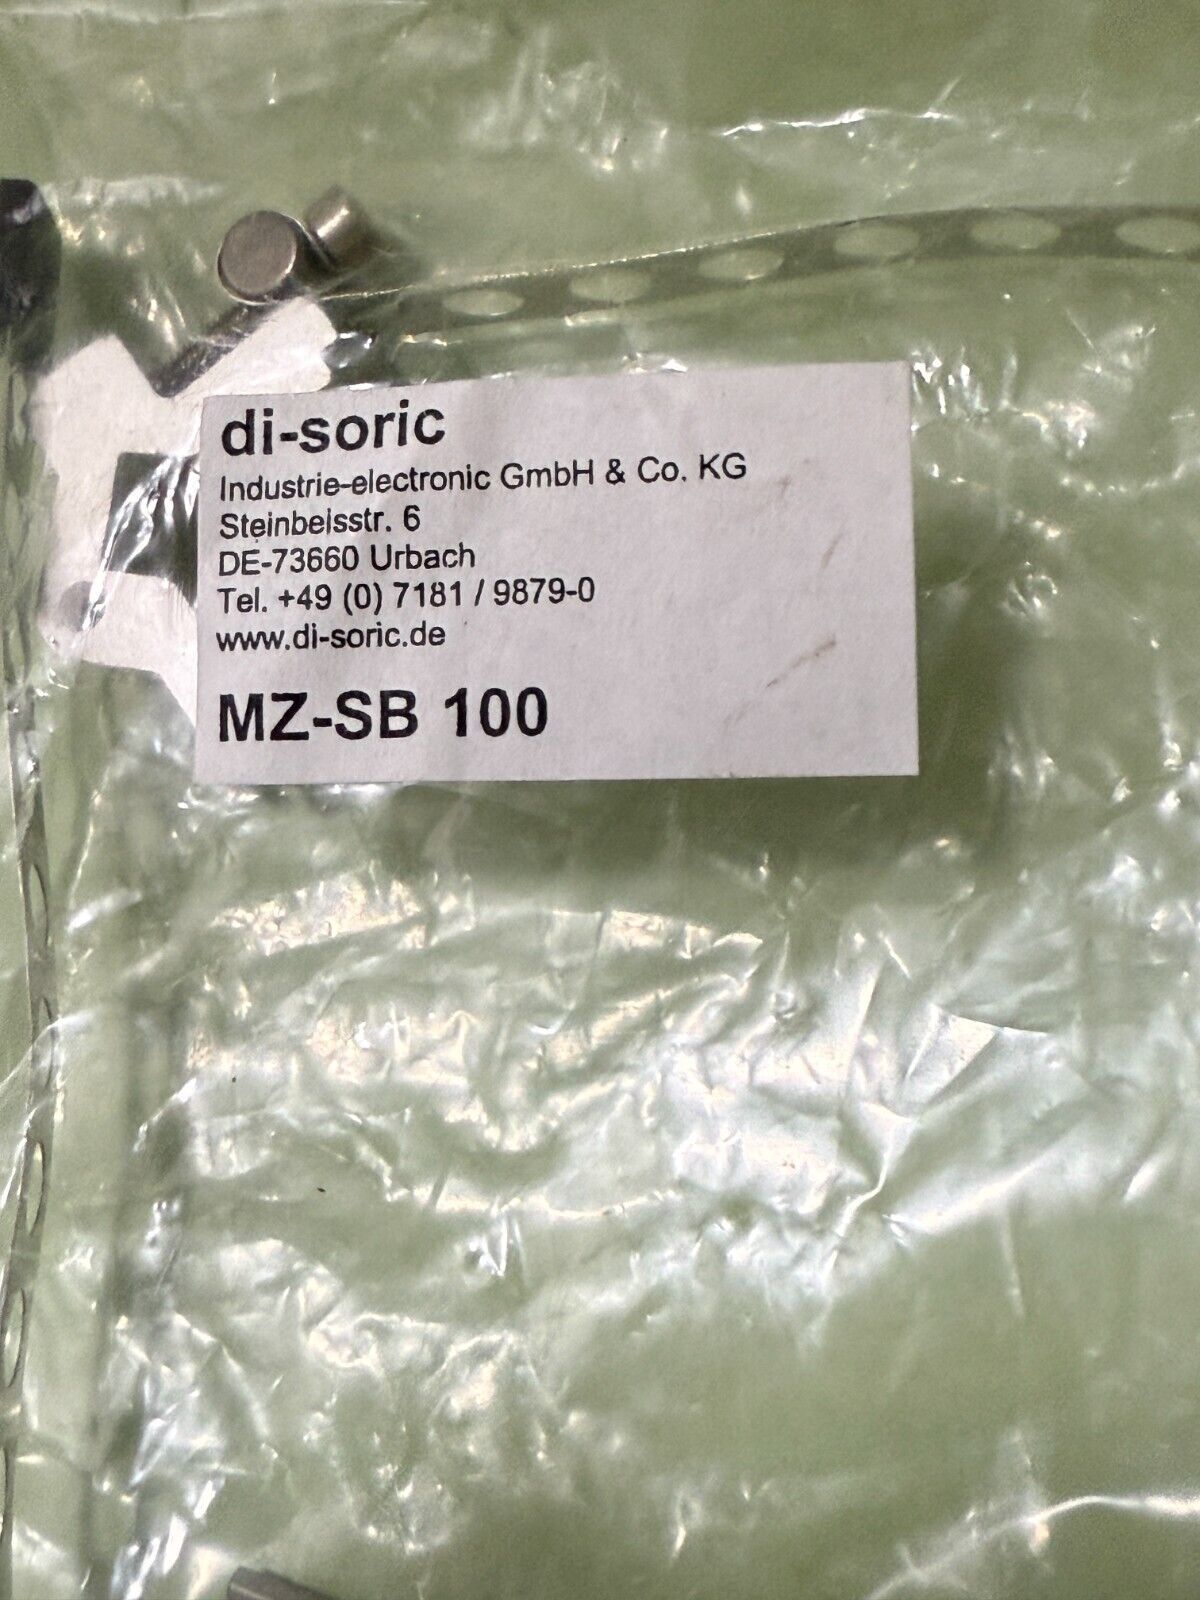 di-soric
Industrie-electronic GmbH & Co. KG
Steinbeisstr. 6
DE-73660 Urbach
Tel. +49 (0) 7181 / 9879-0
www.di-soric.de
MZ-SB 100